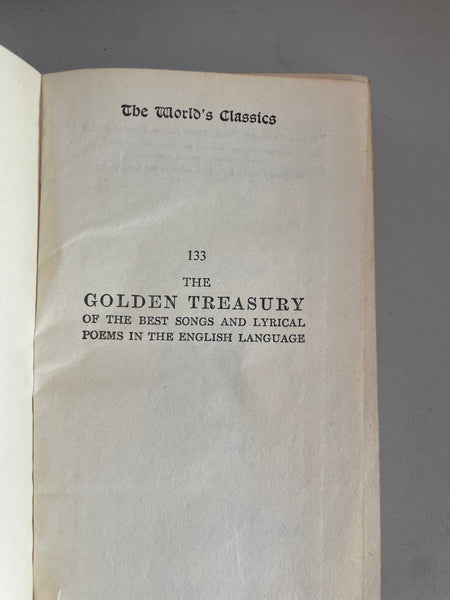 The World's Classics
133
THE
GOLDEN TREASURY
OF THE BEST SONGS AND LYRICAL
POEMS IN THE ENGLISH LANGUAGE